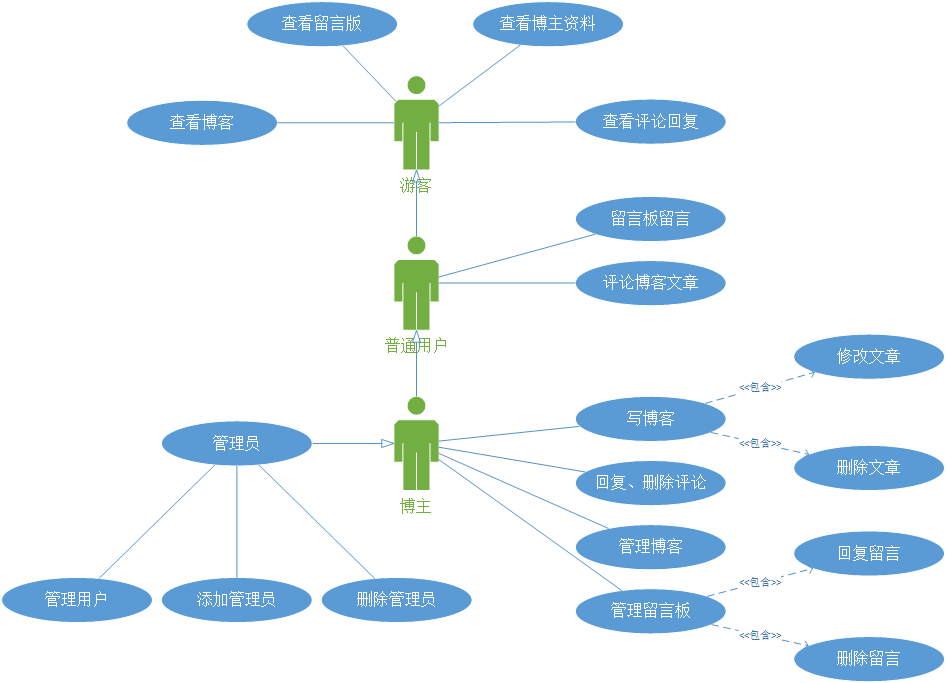 查看留言版
查看博主资料
查看博客
查看评论回复
游客
留言板留言
评论博客文章
普通用户
修改文章
<<包含>>
写博客
管理员
<<包含>>
删除文章
回复、删除评论
博主
管理博客
回复留言
<<包含>>
管理用户
添加管理员
删除管理员
管理留言板
<<包含>>
删除留言